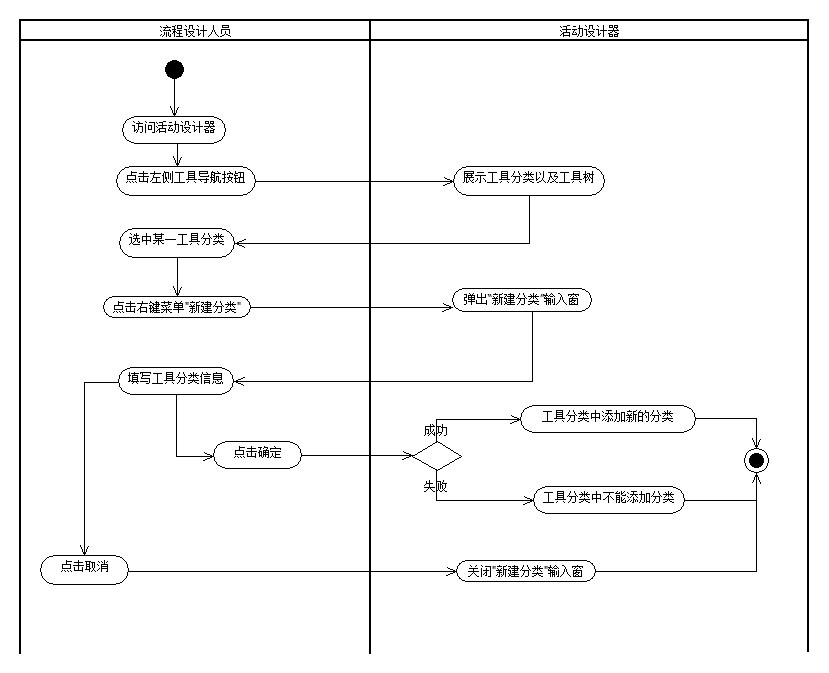 流程设计人员
活动设计器
访问活动设计器
点击左侧工具导航按钮
展示工具分类以及工具树
选中某一工具分类
点击右键菜单"新建分类"
弹出"新建分类"输入窗
填写工具分类信息
成功
工具分类中添加新的分类
点击确定
失败
工具分类中不能添加分类
点击取消
关闭"新建分类"输入窗